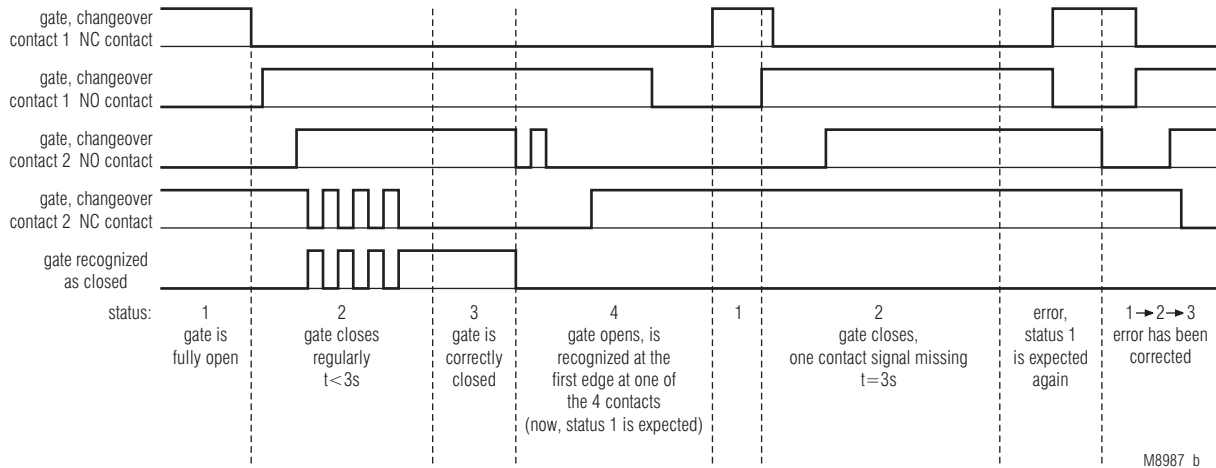 gate, changeover
contact 1 NC contact
gate, changeover
contact 1 NO contact
gate, changeover
contact 2 NO contact
gate, changeover
contact 2 NC contact
gate recognized
as closed
status:
1
gate is
fully open
2
gate closes
regularly
t<3s
3
gate is
correctly
closed
4
gate opens, is
recognized at the
first edge at one of
the 4 contacts
(now, status 1 is expected)
1
2
gate closes,
one contact signal missing
t=3s
error,
status 1
is expected
again
1→2→3
error has been
corrected
M8987_b